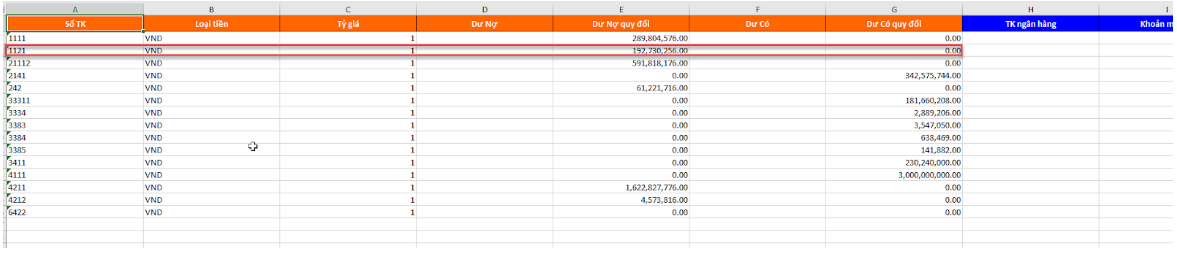 A B C D E F G H I
Số TK Loại tiền Tỷ giá Dư Nợ Dư Nợ quy đổi Dư Có Dư Có quy đổi TK ngân hàng Khoản m
1111 VND 1 289,804,576.00 0.00
1121 VND 1 192,730,256.00 0.00
21112 VND 1 591,818,176.00 0.00
2141 VND 1 0.00 342,575,744.00
242 VND 1 61,221,716.00 0.00
33311 VND 1 0.00 181,660,208.00
3334 VND 1 0.00 2,889,206.00
3383 VND 1 0.00 3,547,050.00
3384 VND 1 0.00 638,469.00
3385 VND 1 0.00 141,882.00
3411 VND 1 0.00 230,240,000.00
4111 VND 1 0.00 3,000,000,000.00
4211 VND 1 1,622,827,776.00 0.00
4212 VND 1 4,573,816.00 0.00
6422 VND 1 0.00 0.00